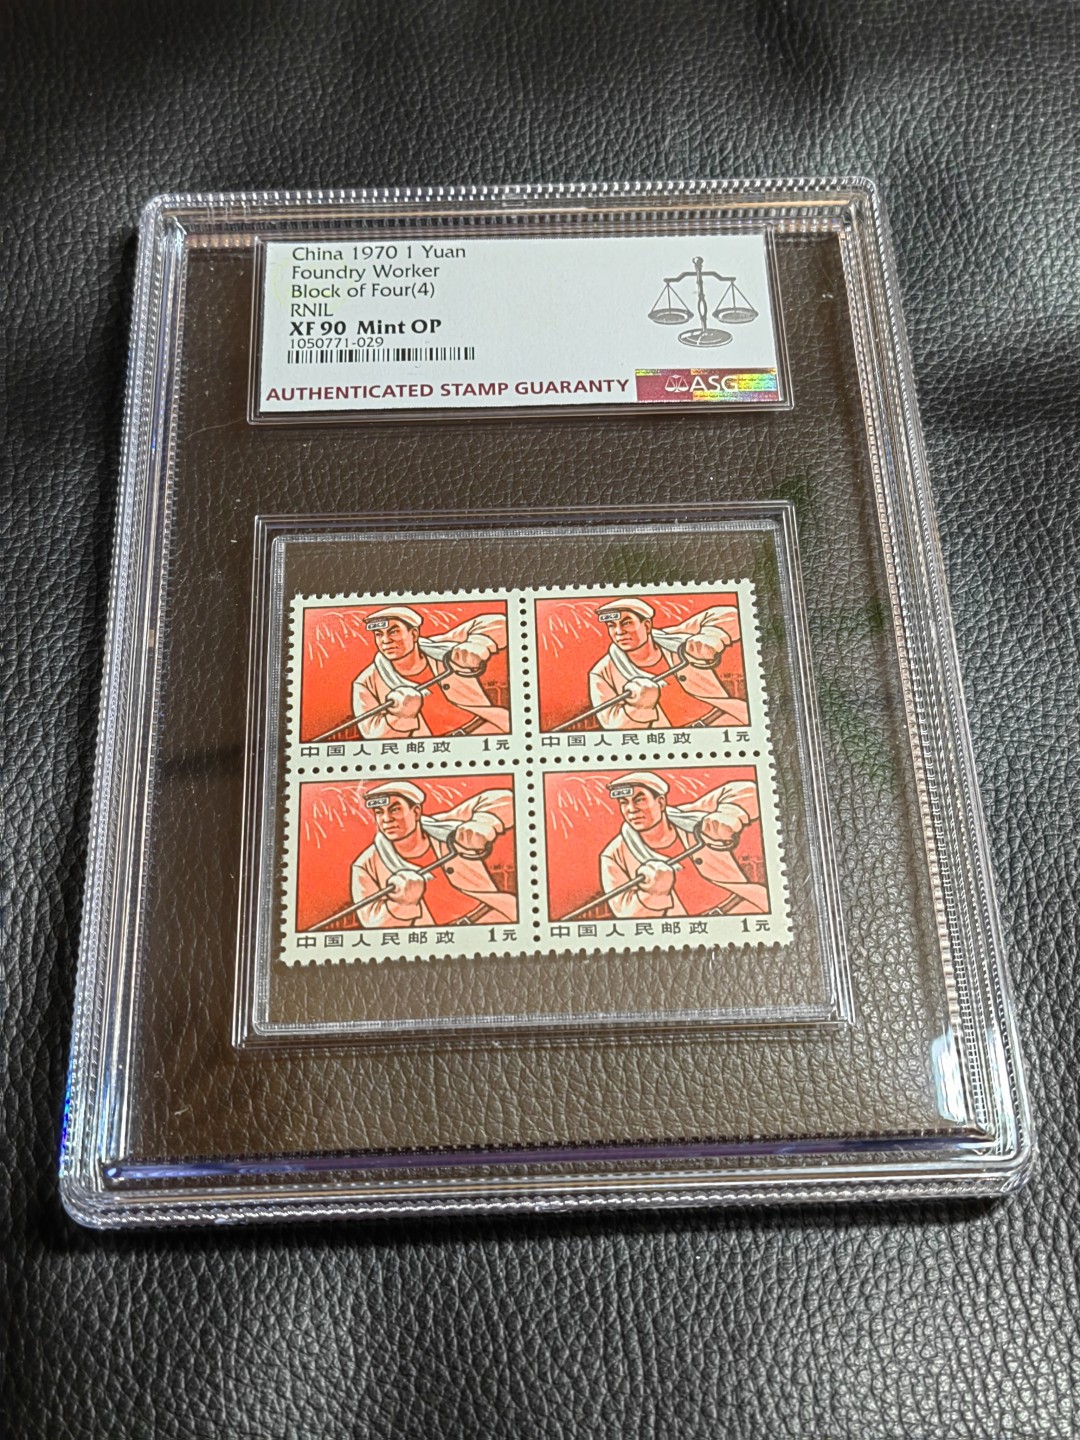 China 1970 1 Yuan
Foundry Worker
Block of Four(4)
RNIL
XF 90 Mint OP
1050771-029
AUTHENTICATED STAMP GUARANTY
ASG
中国人民邮政 1元
中国人民邮政 1元
中国人民邮政 1元
中国人民邮政 1元